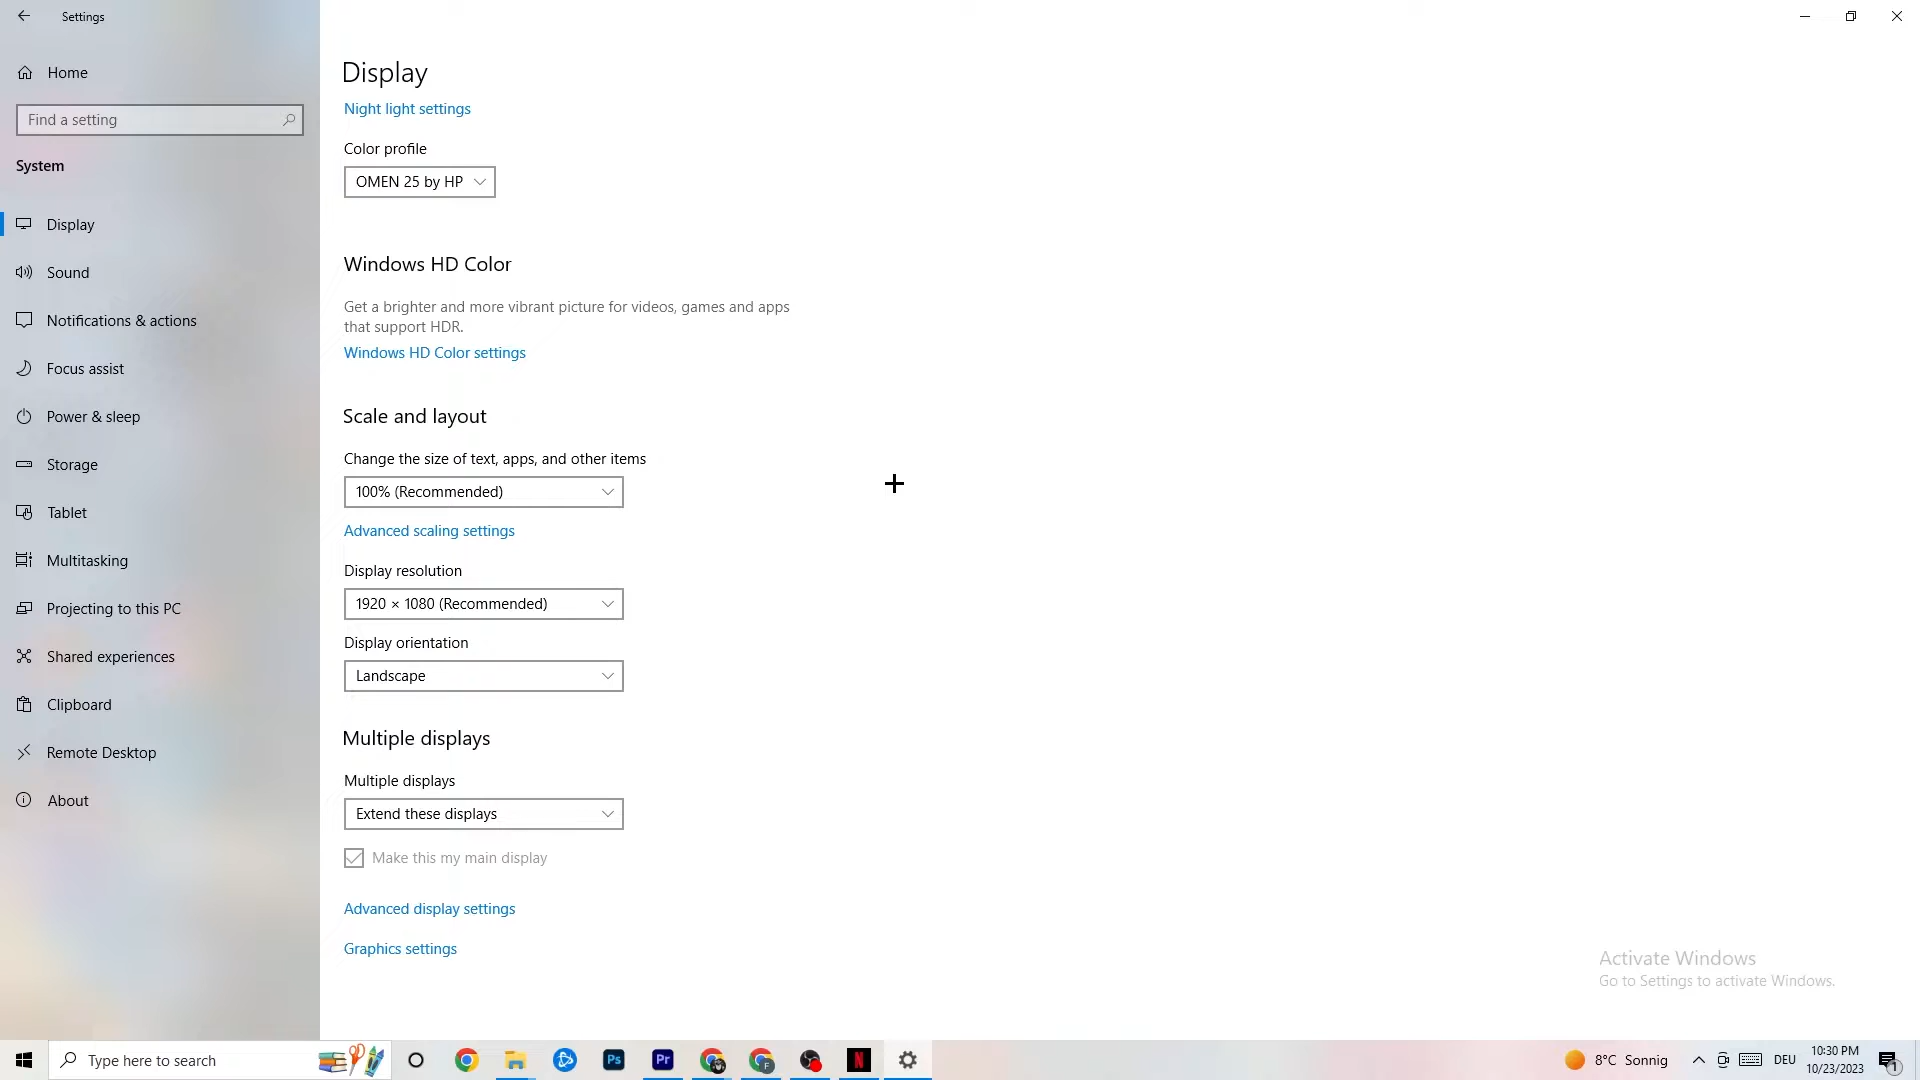 Settings
Home
Find a setting
System
Display
Sound
Notifications & actions
Focus assist
Power & sleep
Storage
Tablet
Multitasking
Projecting to this PC
Shared experiences
Clipboard
Remote Desktop
About
Display
Night light settings
Color profile
OMEN 25 by HP
Windows HD Color
Get a brighter and more vibrant picture for videos, games and apps
that support HDR.
Windows HD Color settings
Scale and layout
Change the size of text, apps, and other items
100% (Recommended)
Advanced scaling settings
Display resolution
1920 × 1080 (Recommended)
Display orientation
Landscape
Multiple displays
Multiple displays
Extend these displays
Make this my main display
Advanced display settings
Graphics settings
Activate Windows
Go to Settings to activate Windows.
Type here to search
Ps
Pr
F
N
8°C Sonnig
DEU
10:30 PM
10/23/2023
1